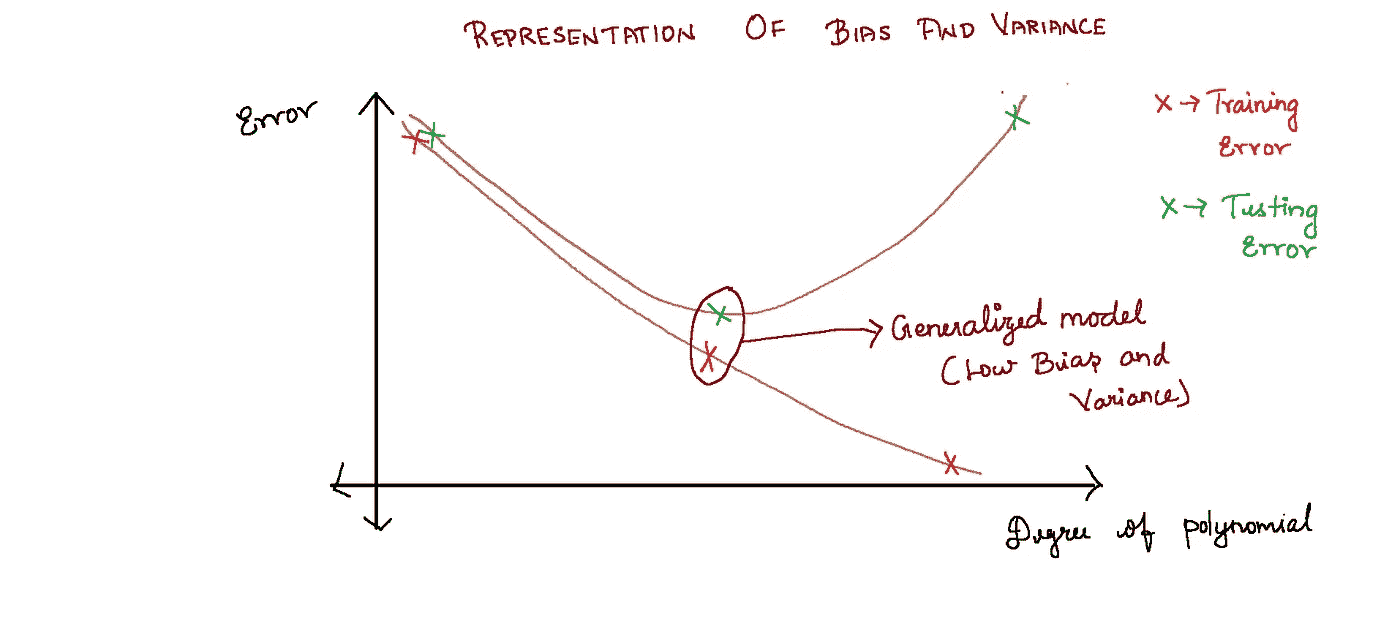 REPRESENTATION OF BIAS AND VARIANCE
Error
x → Training
Error
x → Testing
Error
Generalized model
(Low Bias and
Variance)
Degree of polynomial